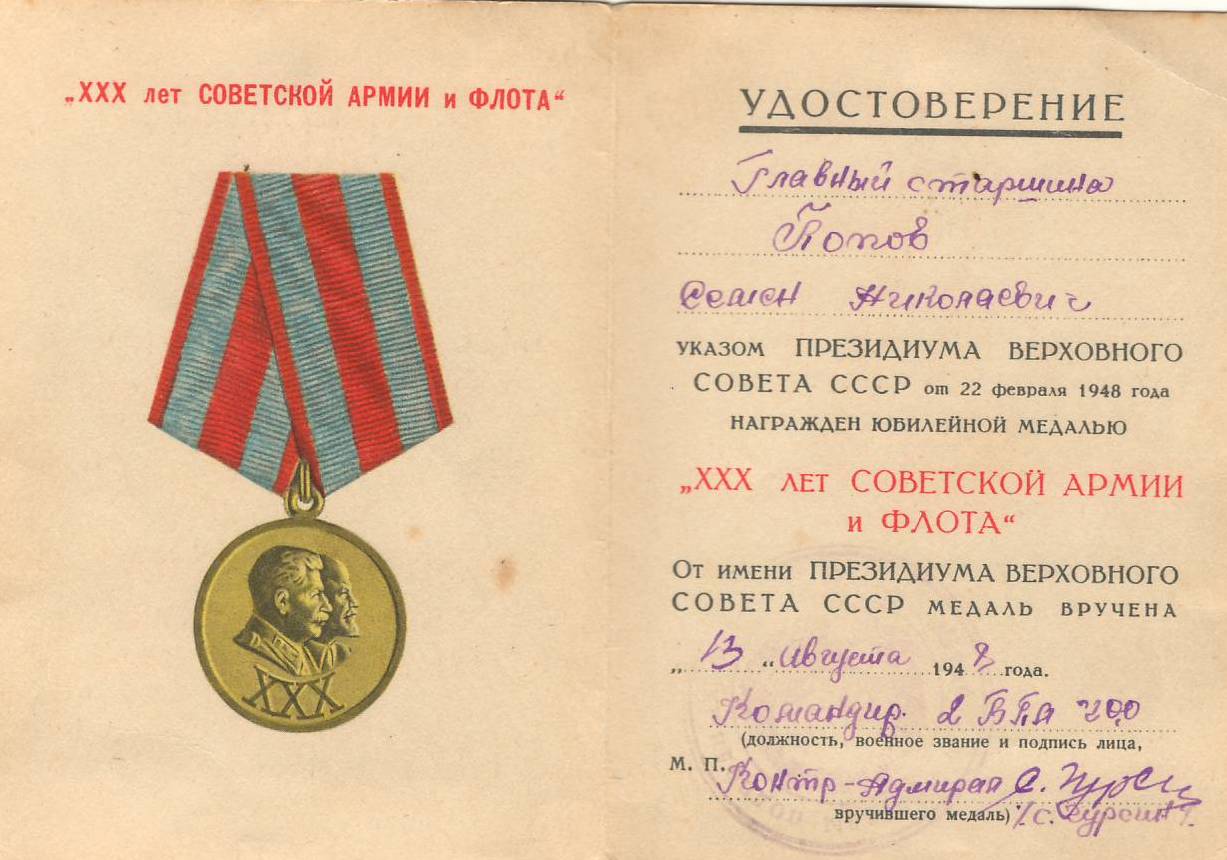 „XXX лет СОВЕТСКОЙ АРМИИ и ФЛОТА“
XXX
УДОСТОВЕРЕНИЕ
Главный старшина
Попов
Семен Николаевич
УКАЗОМ ПРЕЗИДИУМА ВЕРХОВНОГО
СОВЕТА СССР от 22 февраля 1948 года
НАГРАЖДЕН ЮБИЛЕЙНОЙ МЕДАЛЬЮ
„XXX ЛЕТ СОВЕТСКОЙ АРМИИ
и ФЛОТА“
От имени ПРЕЗИДИУМА ВЕРХОВНОГО
СОВЕТА СССР МЕДАЛЬ ВРУЧЕНА
„13“ Августа 1948 года.
Командир 2
(должность, военное звание и подпись лица,
М. П. Контр-Адмирал С.
вручившего медаль)